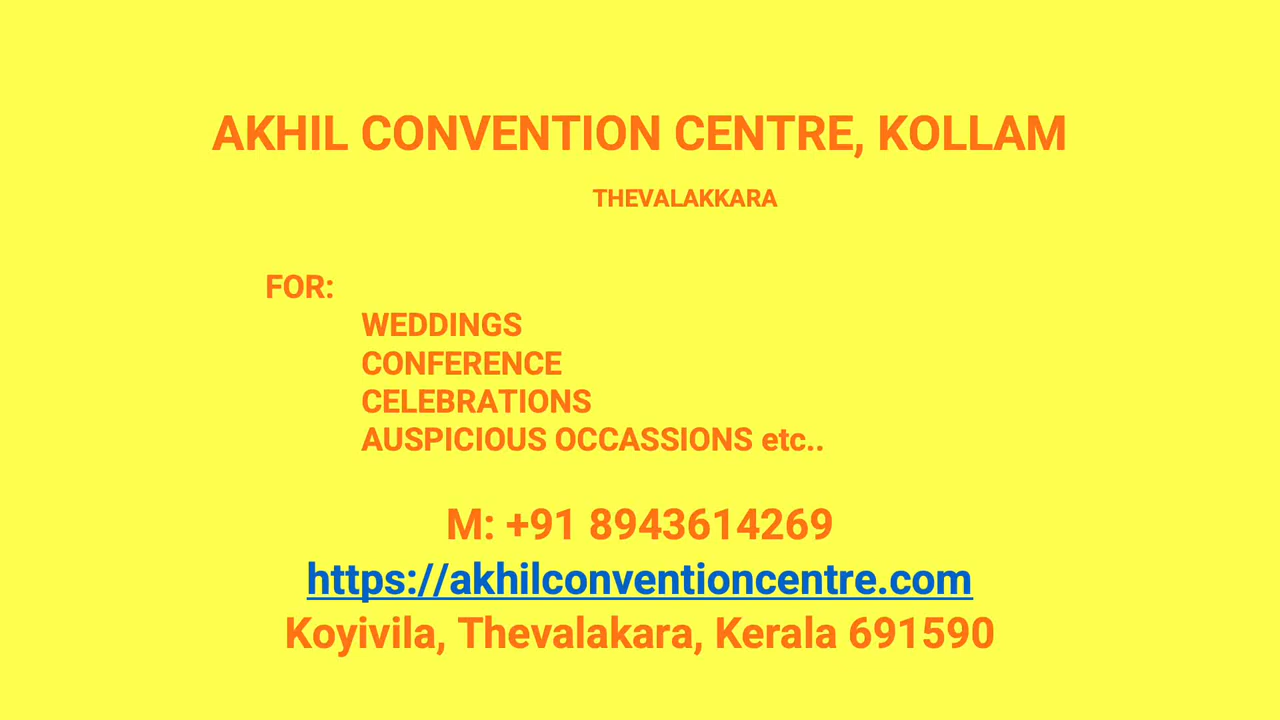 AKHIL CONVENTION CENTRE, KOLLAM
THEVALAKKARA
FOR:
WEDDINGS
CONFERENCE
CELEBRATIONS
AUSPICIOUS OCCASSIONS etc..
M: +91 8943614269
https://akhilconventioncentre.com
Koyivila, Thevalakara, Kerala 691590